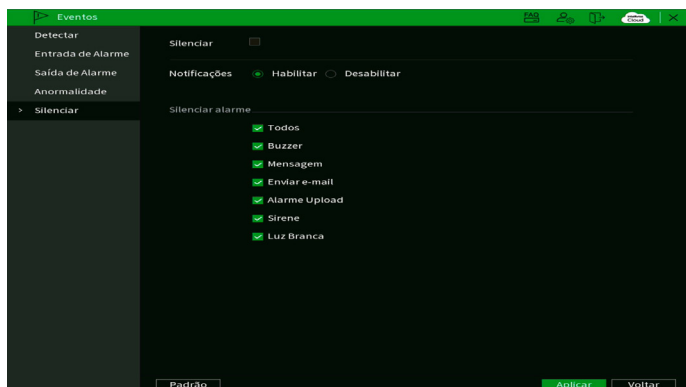 Eventos
FAQ
Cloud
Detectar
Entrada de Alarme
Saída de Alarme
Anormalidade
> Silenciar
Silenciar
Notificações Habilitar Desabilitar
Silenciar alarme
Todos
Buzzer
Mensagem
Enviar e-mail
Alarme Upload
Sirene
Luz Branca
Padrão Aplicar Voltar